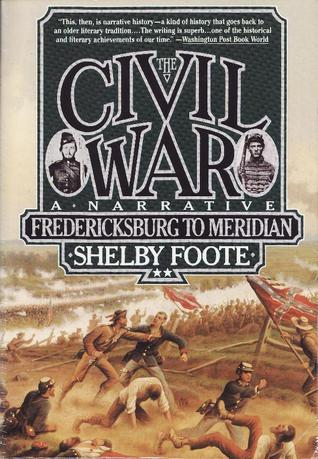 "This, then, is narrative history—a kind of history that goes back to
an older literary tradition....The writing is superb...one of the historical
and literary achievements of our time." —Washington Post Book World
THE
CIVIL
WAR
A·NARRATIVE
FREDERICKSBURG TO MERIDIAN
·SHELBY FOOTE·
★★